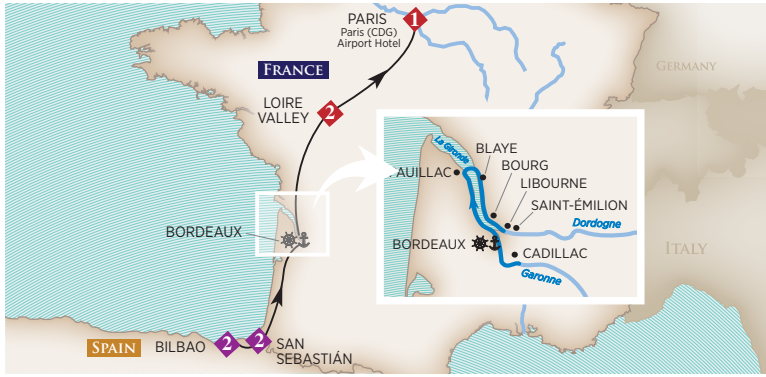 PARIS
Paris (CDG)
Airport Hotel
1
FRANCE
GERMANY
LOIRE
VALLEY
2
La Gironde
BLAYE
BOURG
AUILLAC
LIBOURNE
SAINT-ÉMILION
Dordogne
BORDEAUX
BORDEAUX
CADILLAC
Garonne
ITALY
SPAIN
BILBAO
2
2
SAN
SEBASTIÁN